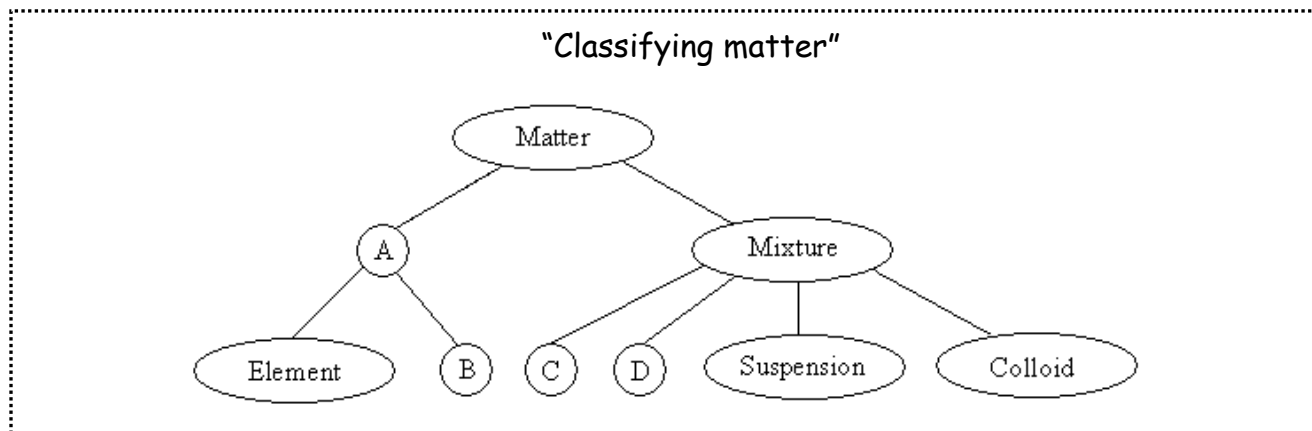 “Classifying matter”
Matter
A
Mixture
Element
B
C
D
Suspension
Colloid